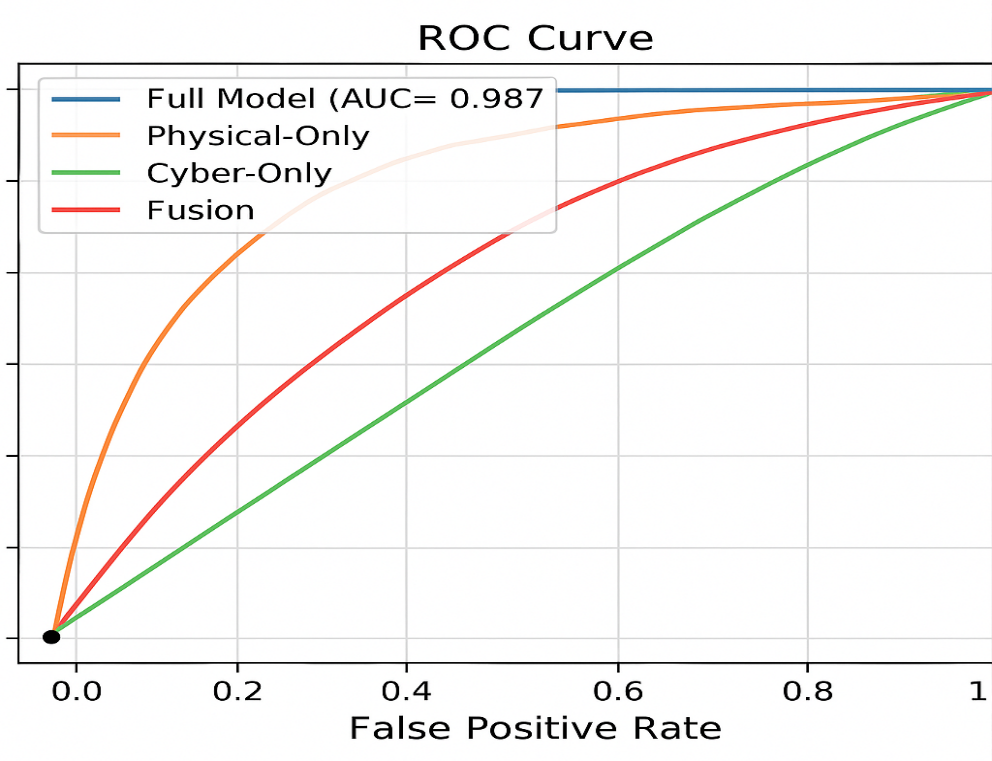 ROC Curve
Full Model (AUC= 0.987
Physical-Only
Cyber-Only
Fusion
0.0 0.2 0.4 0.6 0.8 1
False Positive Rate